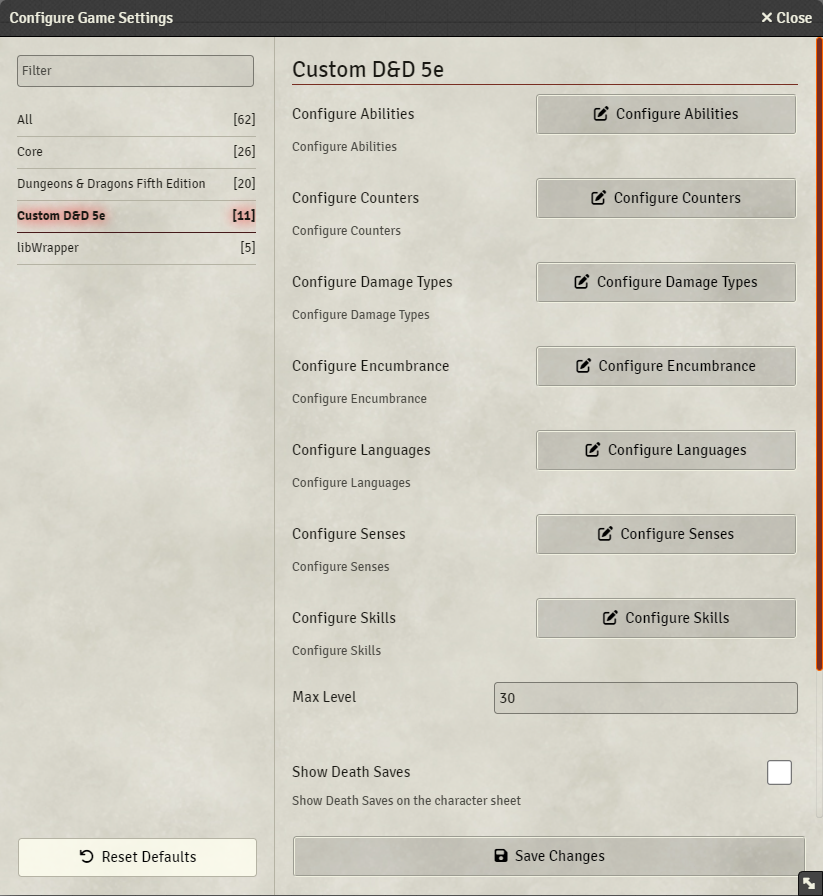 Configure Game Settings
Close
Filter
All [62]
Core [26]
Dungeons & Dragons Fifth Edition [20]
Custom D&D 5e [11]
libWrapper [5]
Reset Defaults
Custom D&D 5e
Configure Abilities
Configure Abilities
Configure Abilities
Configure Counters
Configure Counters
Configure Counters
Configure Damage Types
Configure Damage Types
Configure Damage Types
Configure Encumbrance
Configure Encumbrance
Configure Encumbrance
Configure Languages
Configure Languages
Configure Languages
Configure Senses
Configure Senses
Configure Senses
Configure Skills
Configure Skills
Configure Skills
Max Level 30
Show Death Saves
Show Death Saves on the character sheet
Save Changes